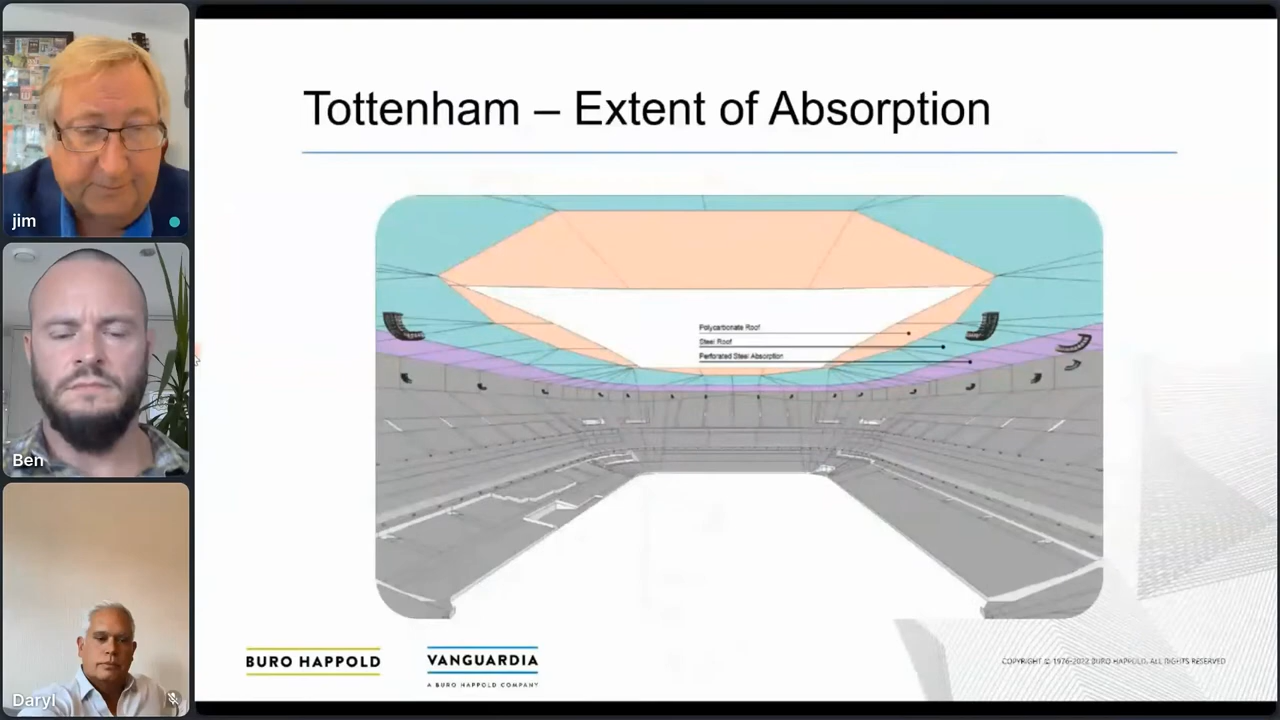 jim
Ben
Daryl
Tottenham – Extent of Absorption
Polycarbonate Roof
Steel Roof
Perforated Steel Absorption
BURO HAPPOLD
VANGUARDIA
A BURO HAPPOLD COMPANY
COPYRIGHT © 1976-2022 BURO HAPPOLD. ALL RIGHTS RESERVED